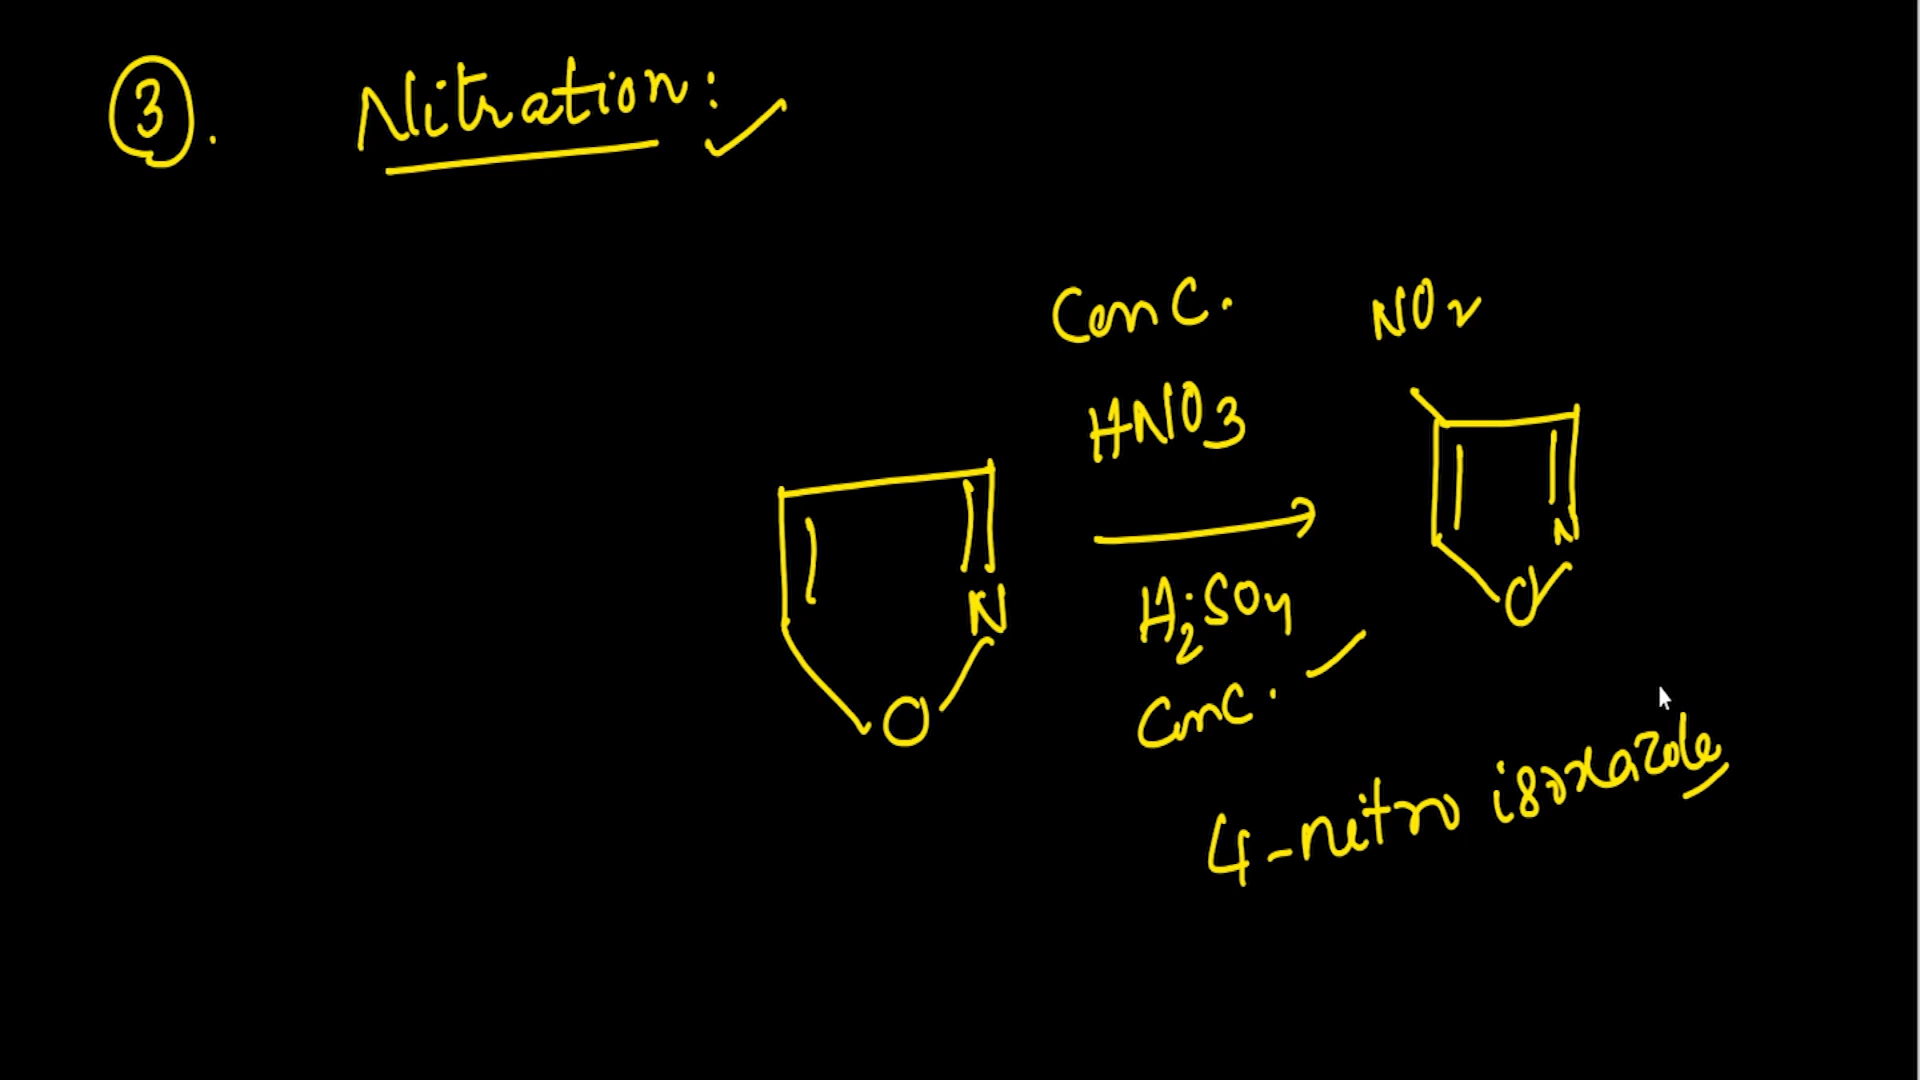 3. Nitration:
Conc. NO2
HNO3
N N
H2SO4 O
O Conc.
4-nitro isoxazole